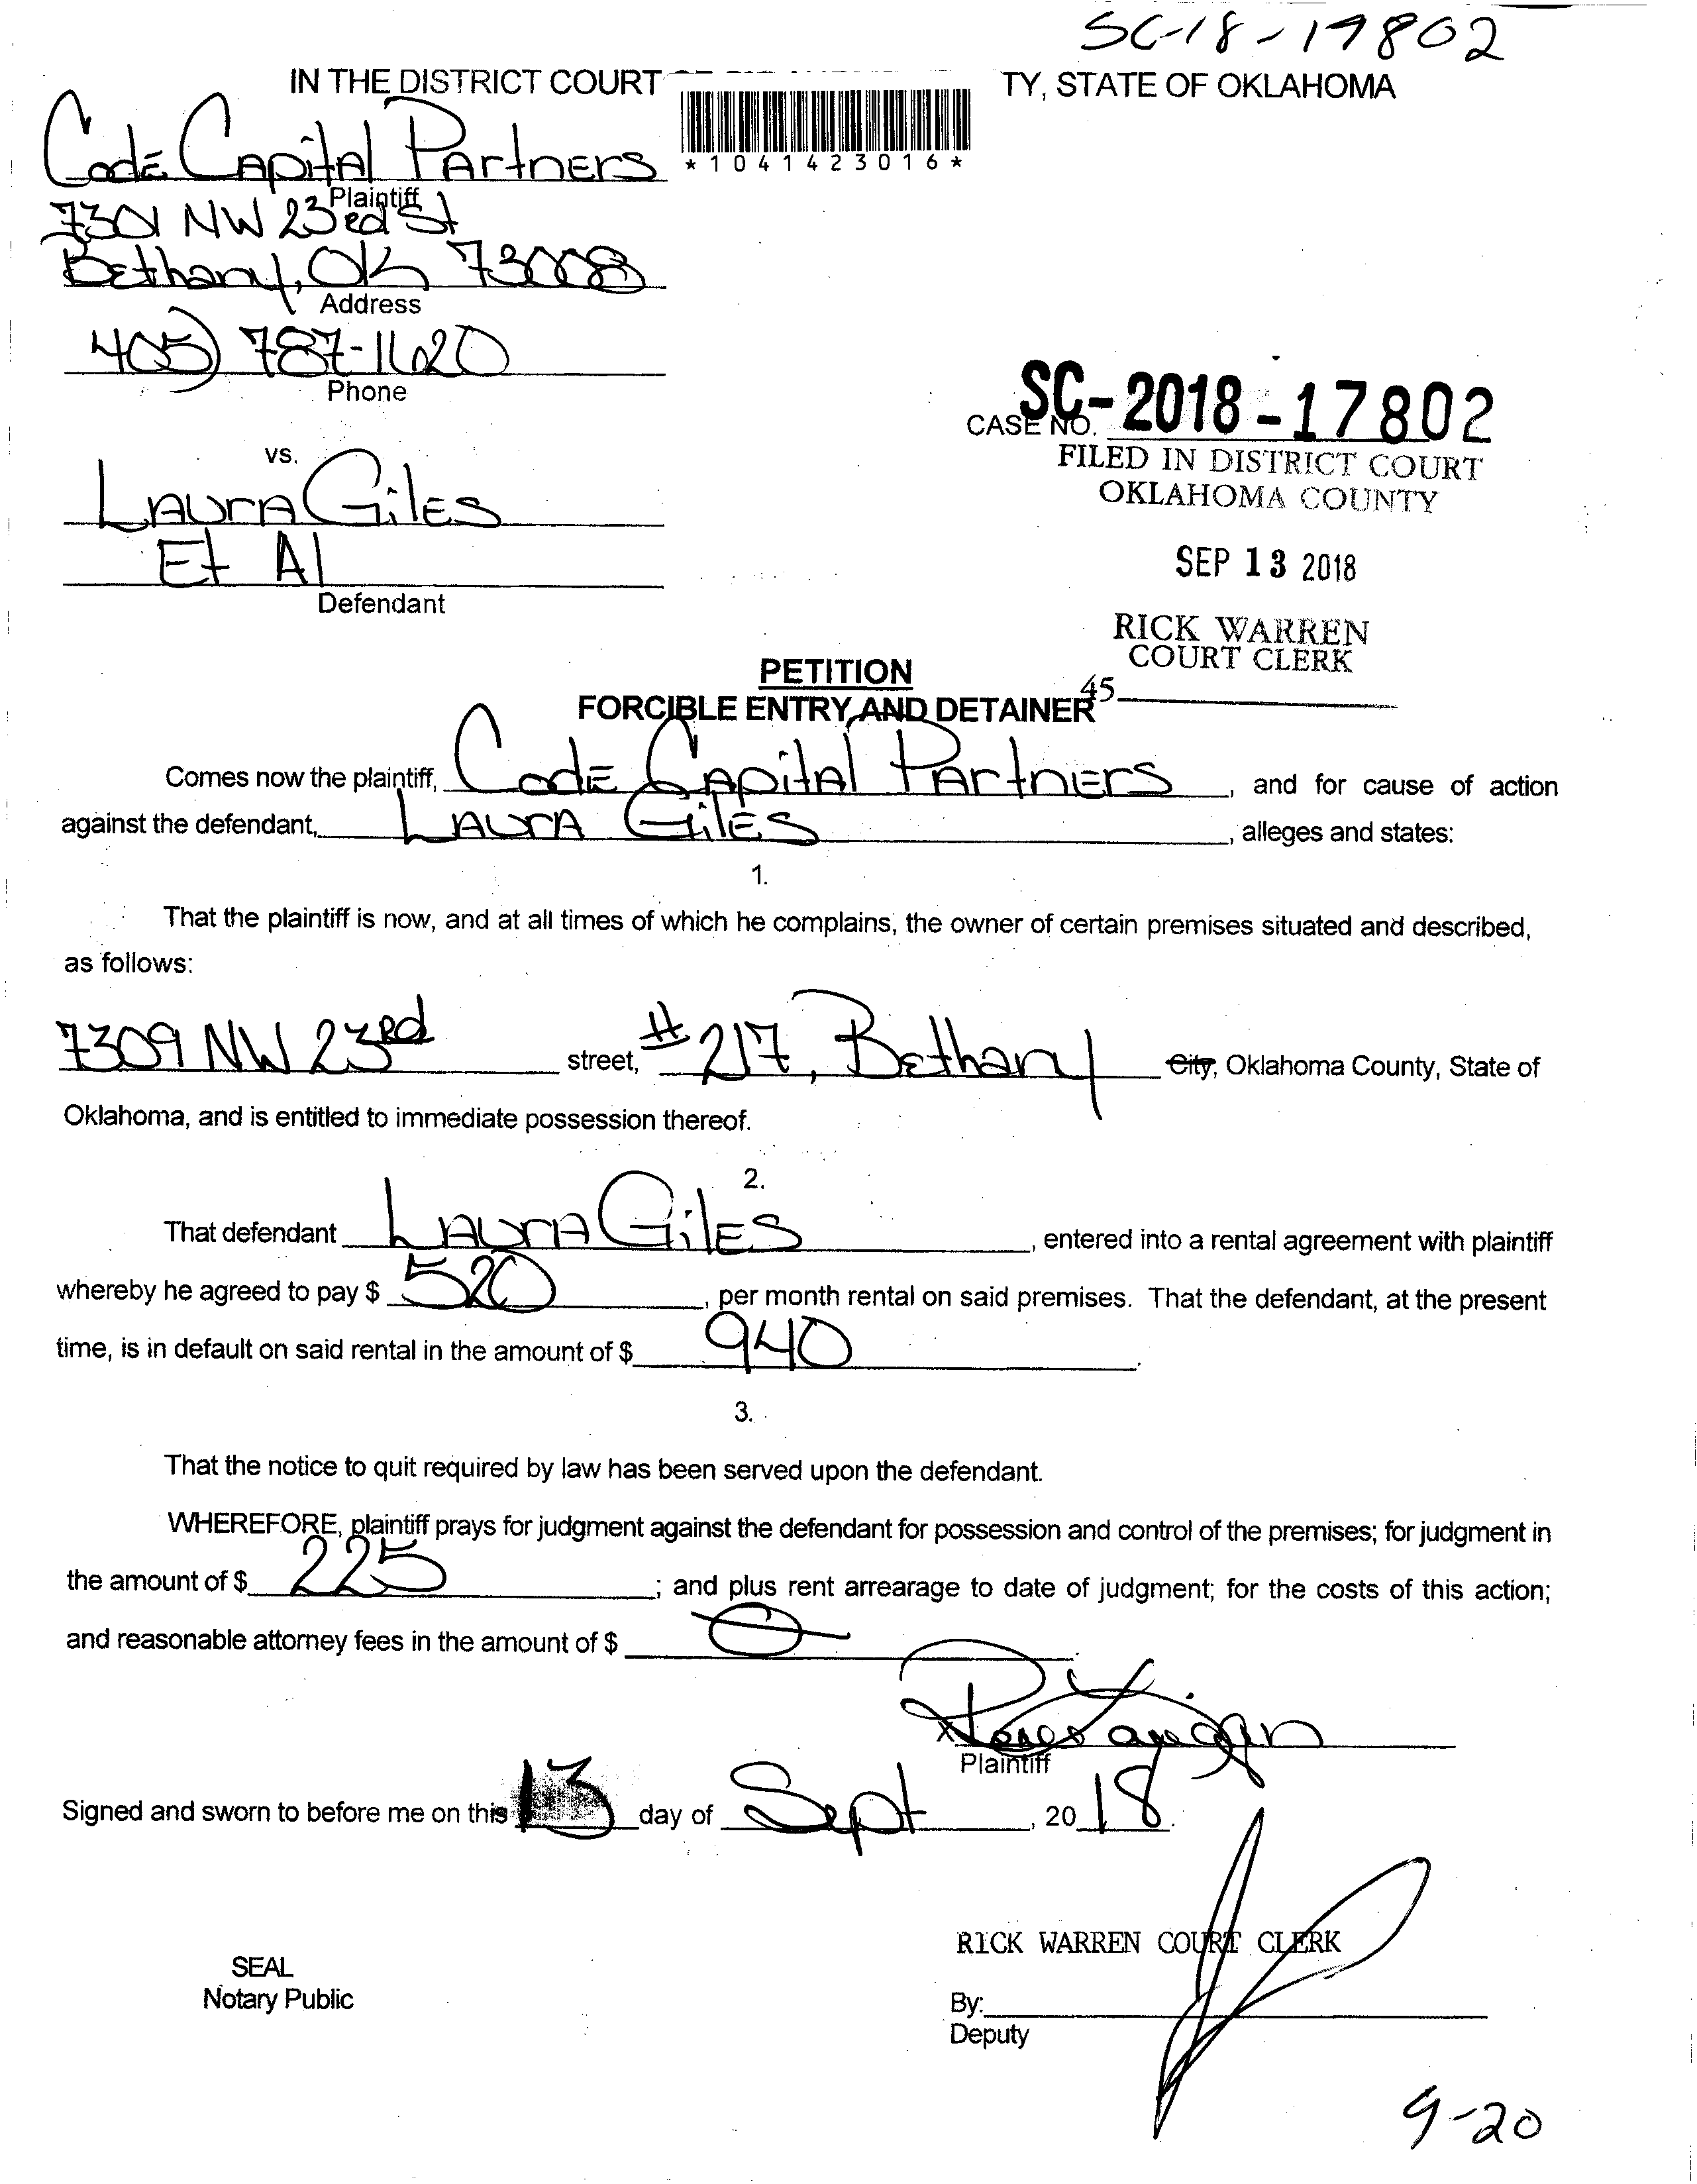 SC-18-17802
IN THE DISTRICT COURT TY, STATE OF OKLAHOMA
Code Capital Partners
*1041423016*
Plaintiff
7301 NW 23rd St
Bethany, OK 73008
Address
405) 787-1620
Phone
SC-2018-17802
CASE NO.
FILED IN DISTRICT COURT
OKLAHOMA COUNTY
vs.
Laura Giles
Et Al
Defendant
SEP 13 2018
RICK WARREN
COURT CLERK
45
PETITION
FORCIBLE ENTRY AND DETAINER
Comes now the plaintiff, Code Capital Partners, and for cause of action
against the defendant, Laura Giles, alleges and states:
1.
That the plaintiff is now, and at all times of which he complains, the owner of certain premises situated and described,
as follows:
7309 NW 23rd street, #217, Bethany City, Oklahoma County, State of
Oklahoma, and is entitled to immediate possession thereof.
2.
That defendant Laura Giles, entered into a rental agreement with plaintiff
whereby he agreed to pay $ 520, per month rental on said premises. That the defendant, at the present
time, is in default on said rental in the amount of $ 940.
3.
That the notice to quit required by law has been served upon the defendant.
WHEREFORE, plaintiff prays for judgment against the defendant for possession and control of the premises; for judgment in
the amount of $ 225; and plus rent arrearage to date of judgment; for the costs of this action;
and reasonable attorney fees in the amount of $ 0.
x
Plaintiff
Signed and sworn to before me on this 13 day of Sept, 2018.
RICK WARREN COURT CLERK
SEAL
Notary Public
By:
Deputy
9-20